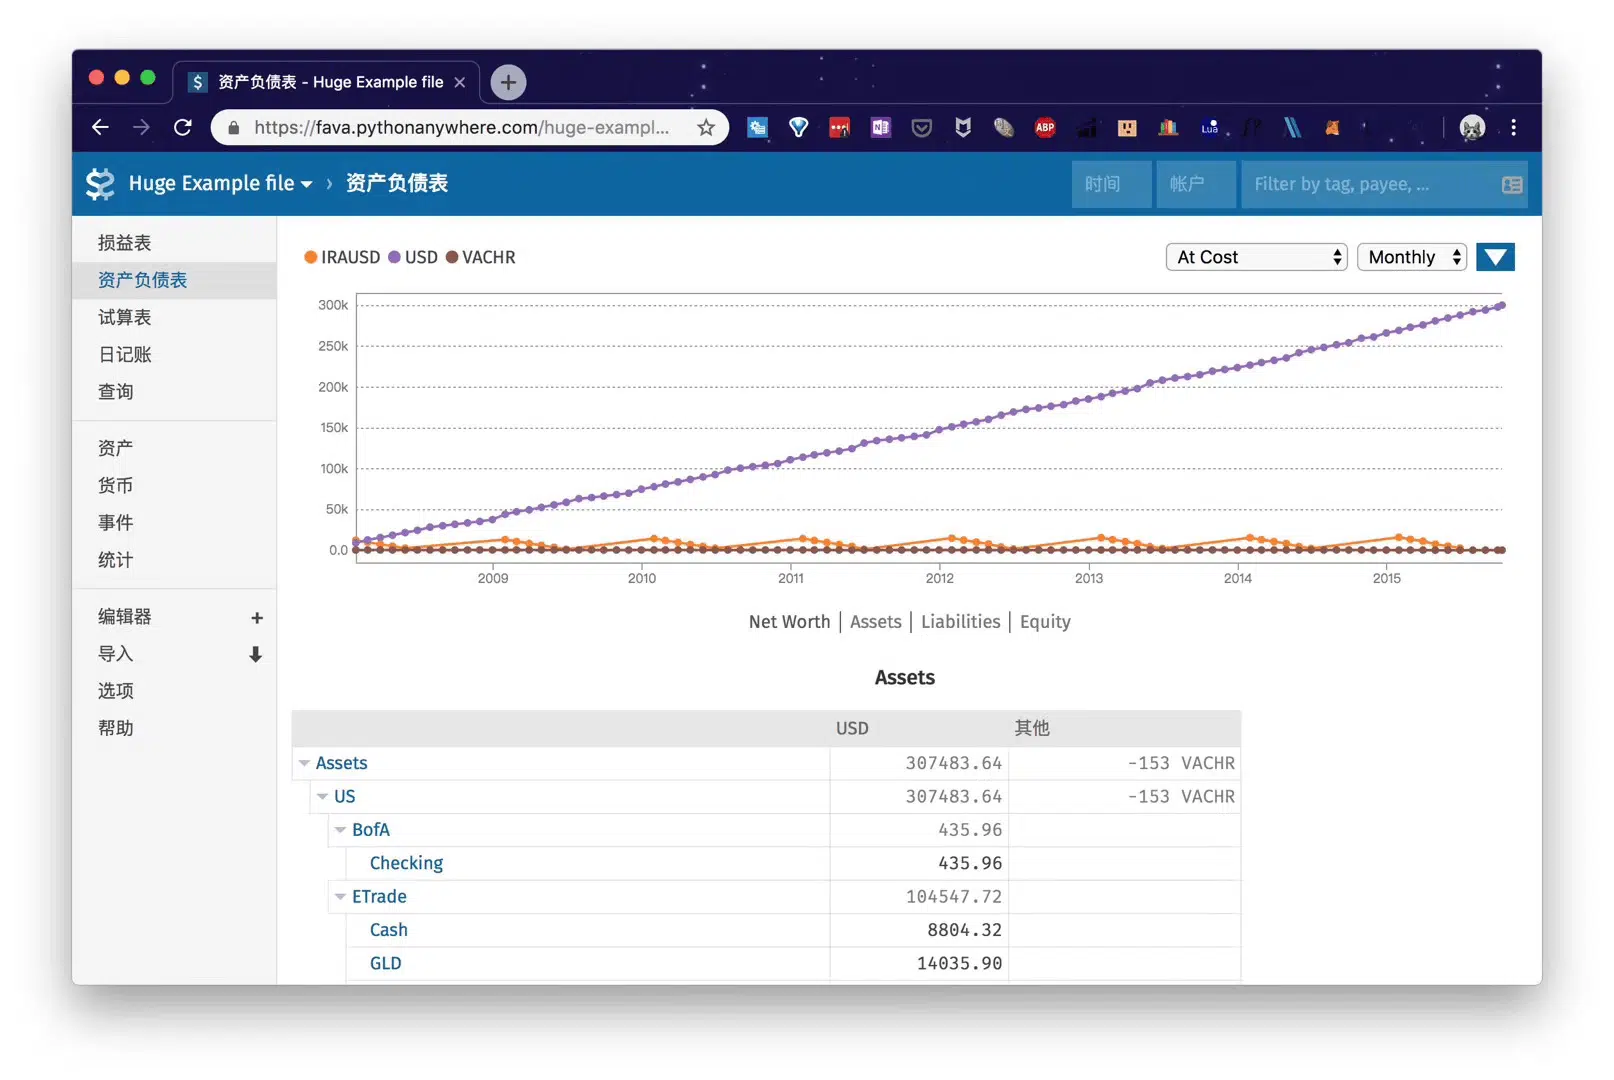 资产负债表 - Huge Example file
https://fava.pythonanywhere.com/huge-exampl...
ABP
Lua
Huge Example file › 资产负债表
时间
帐户
Filter by tag, payee, ...
损益表
资产负债表
试算表
日记账
查询
资产
货币
事件
统计
编辑器 +
导入
选项
帮助
IRAUSD USD VACHR
At Cost
Monthly
300k
250k
200k
150k
100k
50k
0.0
2009 2010 2011 2012 2013 2014 2015
Net Worth | Assets | Liabilities | Equity
Assets
USD 其他
Assets 307483.64 -153 VACHR
US 307483.64 -153 VACHR
BofA 435.96
Checking 435.96
ETrade 104547.72
Cash 8804.32
GLD 14035.90